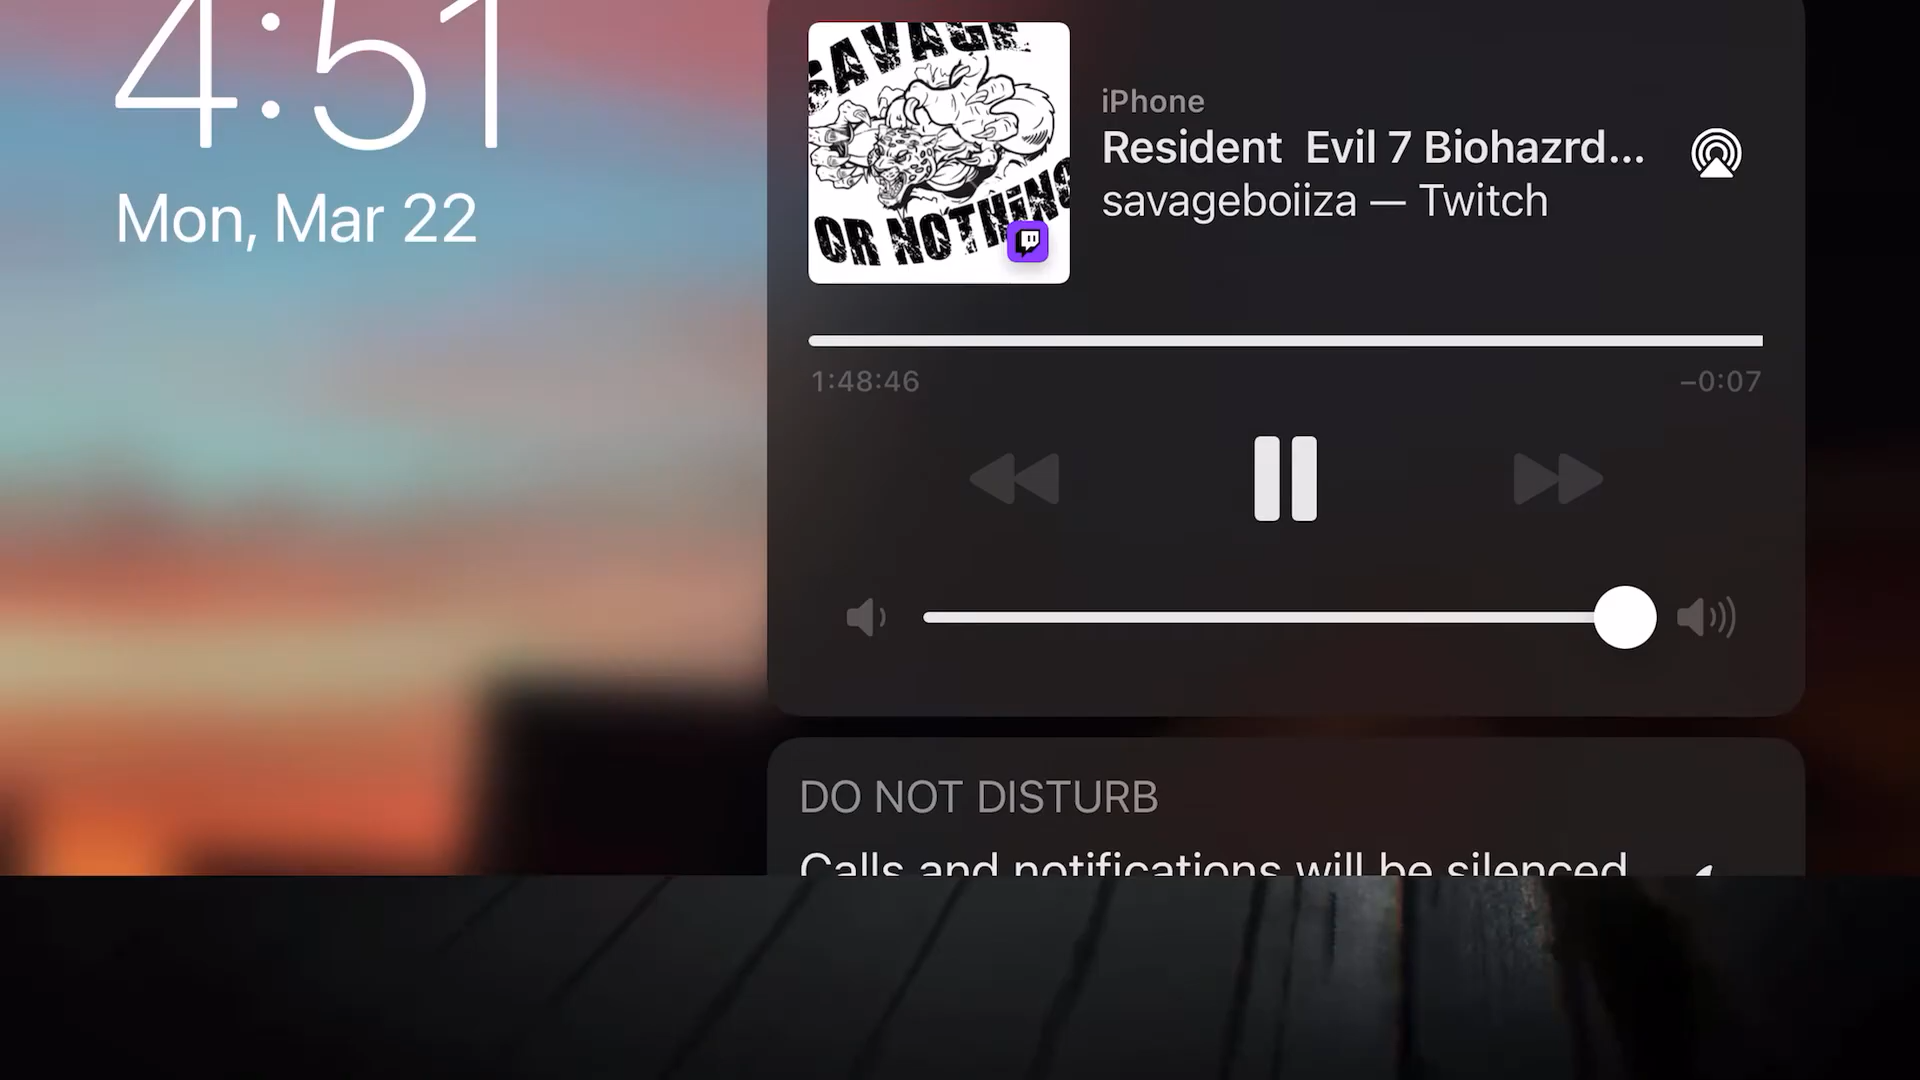 4:51
Mon, Mar 22
SAVAGE
OR NOTHING
iPhone
Resident  Evil 7 Biohazrd...
savageboiiza — Twitch
1:48:46
−0:07
DO NOT DISTURB
Calls and notifications will be silenced